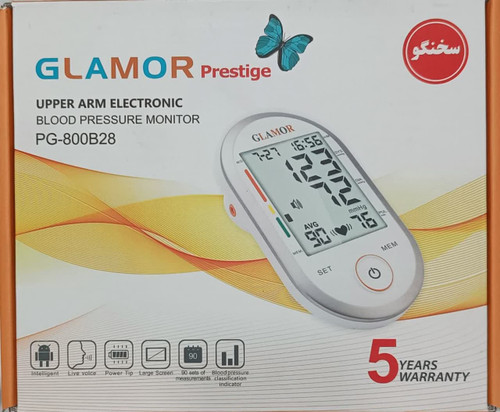 GLAMOR Prestige
سخنگو
UPPER ARM ELECTRONIC
BLOOD PRESSURE MONITOR
PG-800B28
GLAMOR
7-27 16:56
127
72
mmHg
AVG
90
76
SET
MEM
90
Intelligent
Live voice
Power Tip
Large Screen
90 sets of
measurements
Blood pressure
classification
indicator
5 YEARS
WARRANTY